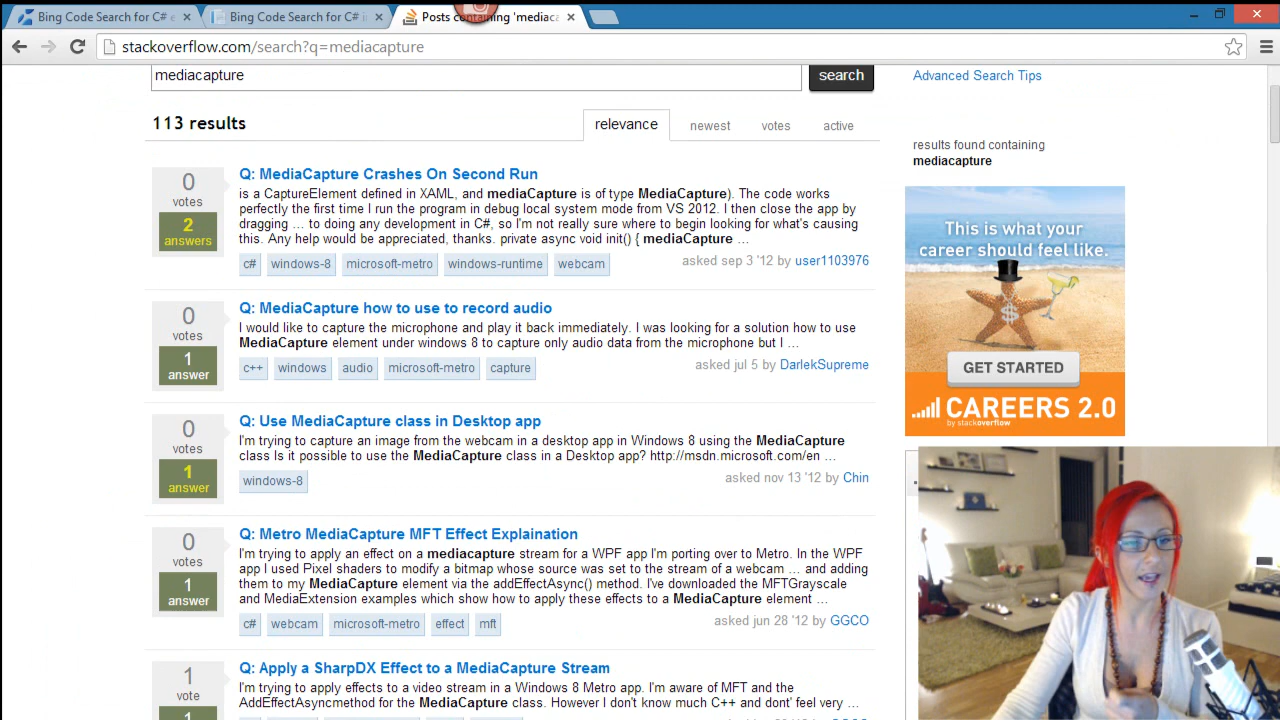 Bing Code Search for C# e
Bing Code Search for C# i
Posts containing 'mediaca
stackoverflow.com/search?q=mediacapture
mediacapture
search
Advanced Search Tips
113 results
relevance
newest
votes
active
results found containing
mediacapture
0
votes
2
answers
Q: MediaCapture Crashes On Second Run
is a CaptureElement defined in XAML, and mediaCapture is of type MediaCapture). The code works
perfectly the first time I run the program in debug local system mode from VS 2012. I then close the app by
dragging ... to doing any development in C#, so I'm not really sure where to begin looking for what's causing
this. Any help would be appreciated, thanks. private async void init() { mediaCapture ...
c# windows-8 microsoft-metro windows-runtime webcam
asked sep 3 '12 by user1103976
0
votes
1
answer
Q: MediaCapture how to use to record audio
I would like to capture the microphone and play it back immediately. I was looking for a solution how to use
MediaCapture element under windows 8 to capture only audio data from the microphone but I ...
c++ windows audio microsoft-metro capture
asked jul 5 by DarlekSupreme
0
votes
1
answer
Q: Use MediaCapture class in Desktop app
I'm trying to capture an image from the webcam in a desktop app in Windows 8 using the MediaCapture
class Is it possible to use the MediaCapture class in a Desktop app? http://msdn.microsoft.com/en ...
windows-8
asked nov 13 '12 by Chin
0
votes
1
answer
Q: Metro MediaCapture MFT Effect Explaination
I'm trying to apply an effect on a mediacapture stream for a WPF app I'm porting over to Metro. In the WPF
app I used Pixel shaders to modify a bitmap whose source was set to the stream of a webcam ... and adding
them to my MediaCapture element via the addEffectAsync() method. I've downloaded the MFTGrayscale
and MediaExtension examples which show how to apply these effects to a MediaCapture element ...
c# webcam microsoft-metro effect mft
asked jun 28 '12 by GGCO
1
vote
Q: Apply a SharpDX Effect to a MediaCapture Stream
I'm trying to apply effects to a video stream in a Windows 8 Metro app. I'm aware of MFT and the
AddEffectAsyncmethod for the MediaCapture class. However I don't know much C++ and dont' feel very ...
This is what your
career should feel like.
$
GET STARTED
CAREERS 2.0
by stackoverflow